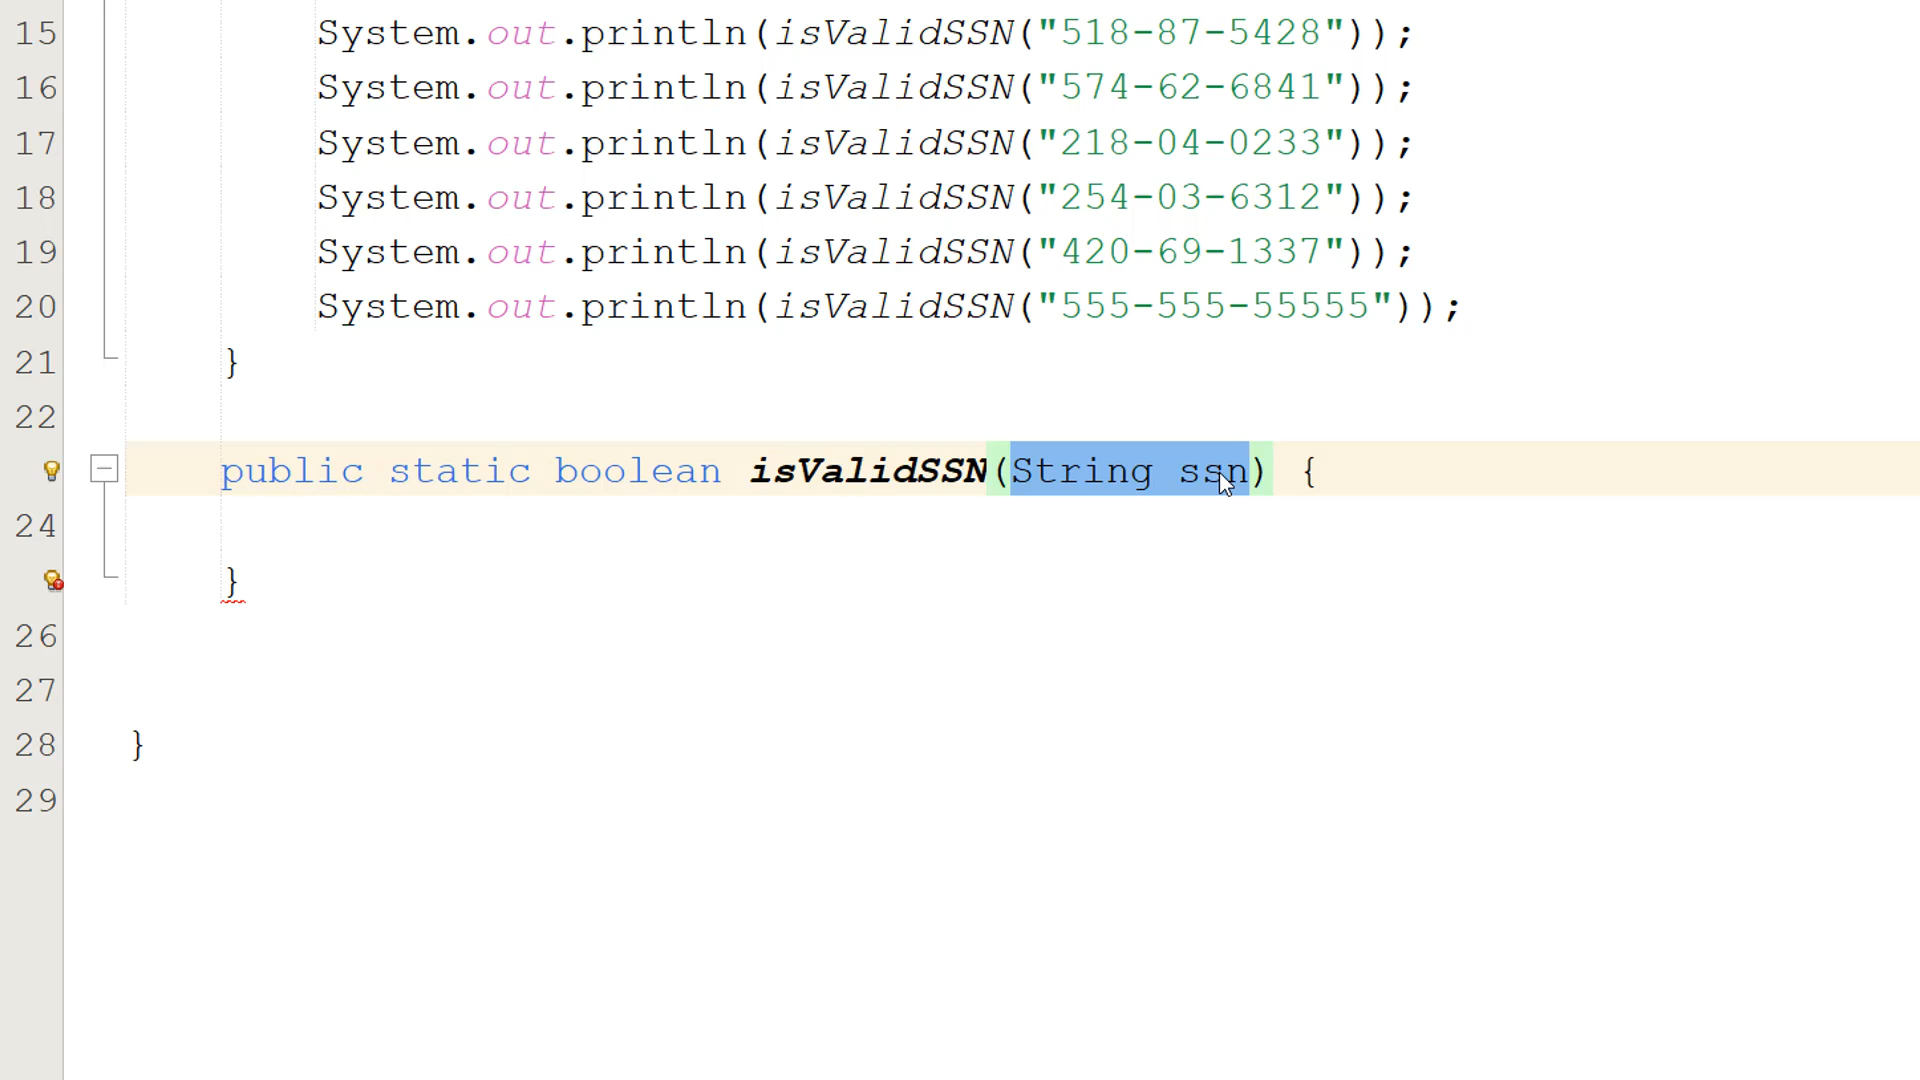 15 System.out.println(isValidSSN("518-87-5428"));
16 System.out.println(isValidSSN("574-62-6841"));
17 System.out.println(isValidSSN("218-04-0233"));
18 System.out.println(isValidSSN("254-03-6312"));
19 System.out.println(isValidSSN("420-69-1337"));
20 System.out.println(isValidSSN("555-555-55555"));
21 }
22
public static boolean isValidSSN(String ssn) {
24
}
26
27
28 }
29